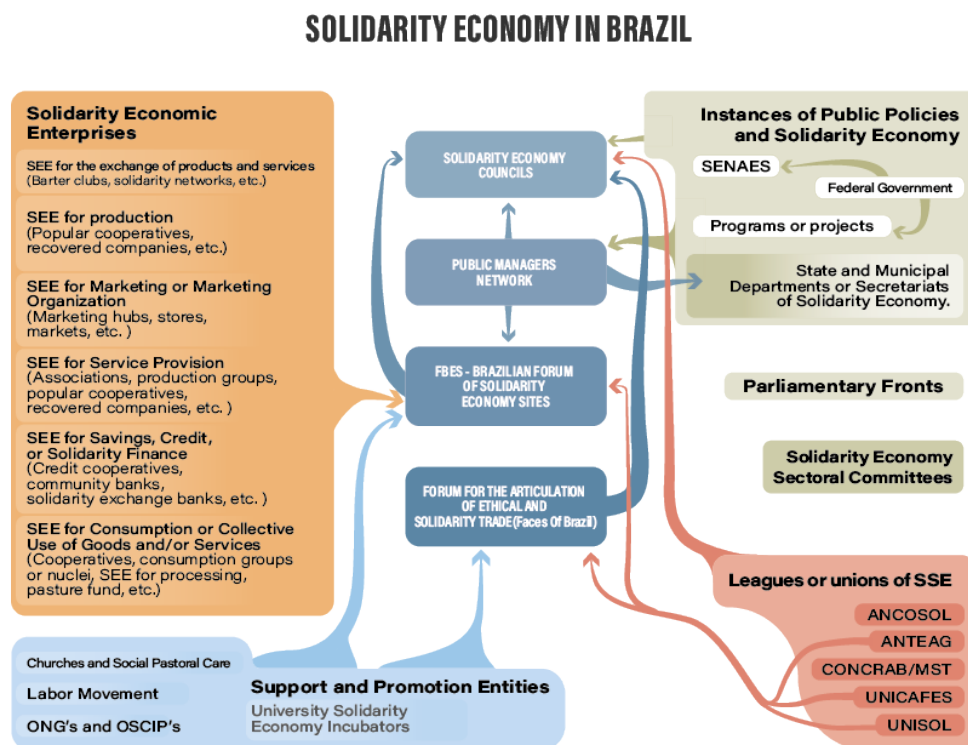 SOLIDARITY ECONOMY IN BRAZIL
Solidarity Economic
Enterprises
SEE for the exchange of products and services
(Barter clubs, solidarity networks, etc.)
SEE for production
(Popular cooperatives,
recovered companies, etc.)
SEE for Marketing or Marketing
Organization
(Marketing hubs, stores,
markets, etc. )
SEE for Service Provision
(Associations, production groups,
popular cooperatives,
recovered companies, etc. )
SEE for Savings, Credit,
or Solidarity Finance
(Credit cooperatives,
community banks,
solidarity exchange banks, etc. )
SEE for Consumption or Collective
Use of Goods and/or Services
(Cooperatives, consumption groups
or nuclei, SEE for processing,
pasture fund, etc.)
Churches and Social Pastoral Care
Labor Movement
ONG's and OSCIP's
Support and Promotion Entities
University Solidarity
Economy Incubators
SOLIDARITY ECONOMY
COUNCILS
PUBLIC MANAGERS
NETWORK
FBES - BRAZILIAN FORUM
OF SOLIDARITY
ECONOMY SITES
FORUM FOR THE ARTICULATION
OF ETHICAL AND
SOLIDARITY TRADE(Faces Of Brazil)
Instances of Public Policies
and Solidarity Economy
SENAES
Federal Government
Programs or projects
State and Municipal
Departments or Secretariats
of Solidarity Economy.
Parliamentary Fronts
Solidarity Economy
Sectoral Committees
Leagues or unions of SSE
ANCOSOL
ANTEAG
CONCRAB/MST
UNICAFES
UNISOL